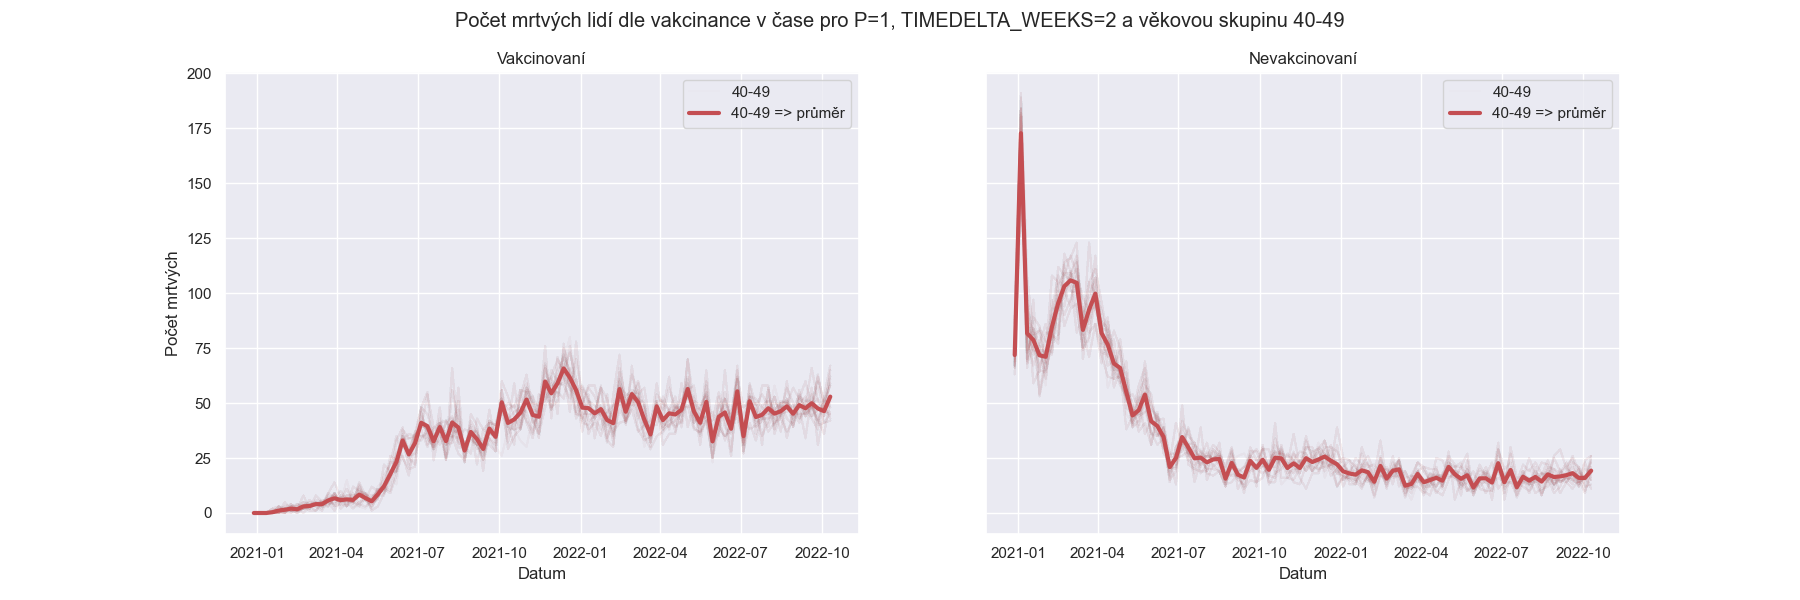 Počet mrtvých lidí dle vakcinance v čase pro P=1, TIMEDELTA_WEEKS=2 a věkovou skupinu 40-49
Vakcinovaní
200
175
150
125
100
75
50
25
0
Počet mrtvých
40-49
40-49 => průměr
2021-01 2021-04 2021-07 2021-10 2022-01 2022-04 2022-07 2022-10
Datum
Nevakcinovaní
40-49
40-49 => průměr
2021-01 2021-04 2021-07 2021-10 2022-01 2022-04 2022-07 2022-10
Datum